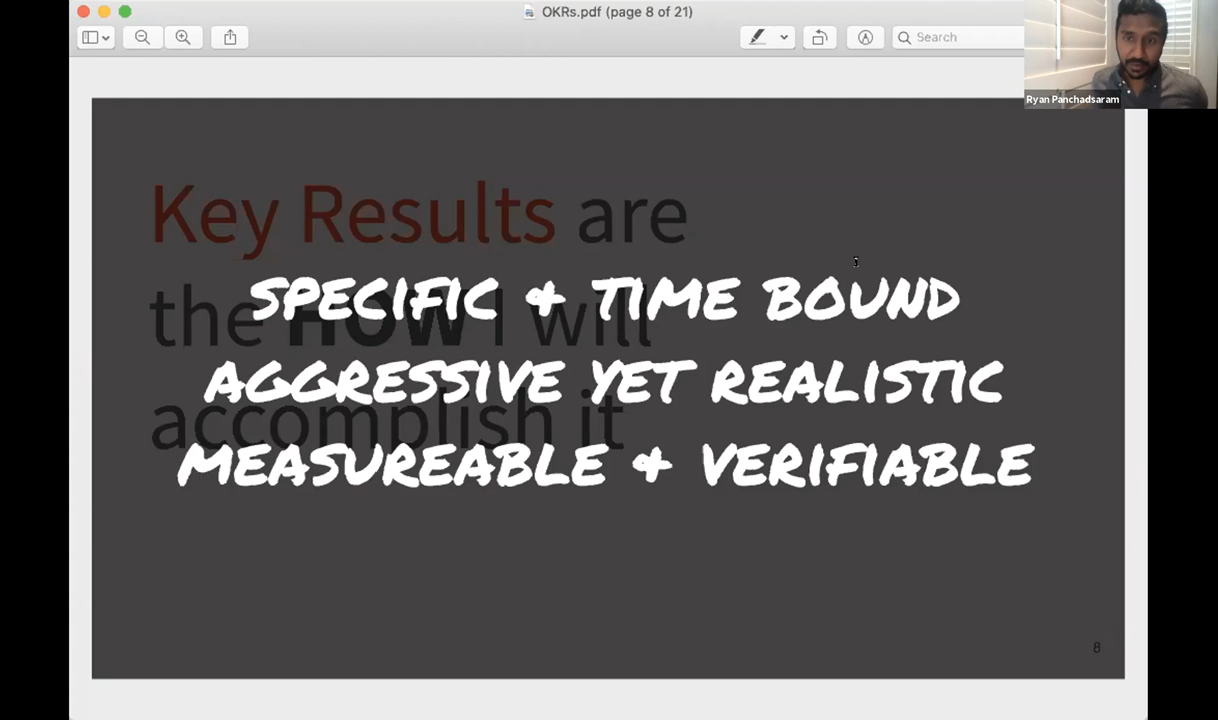 OKRs.pdf (page 8 of 21)
Search
Ryan Panchadsaram
Key Results are
the HOW I will
accomplish it
SPECIFIC & TIME BOUND
AGGRESSIVE YET REALISTIC
MEASUREABLE & VERIFIABLE
8